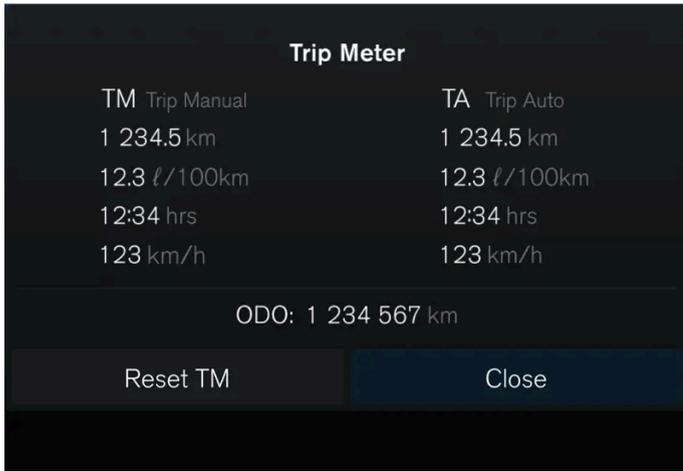 Trip Meter
TM Trip Manual TA Trip Auto
1 234.5 km 1 234.5 km
12.3 ℓ/100km 12.3 ℓ/100km
12:34 hrs 12:34 hrs
123 km/h 123 km/h
ODO: 1 234 567 km
Reset TM Close